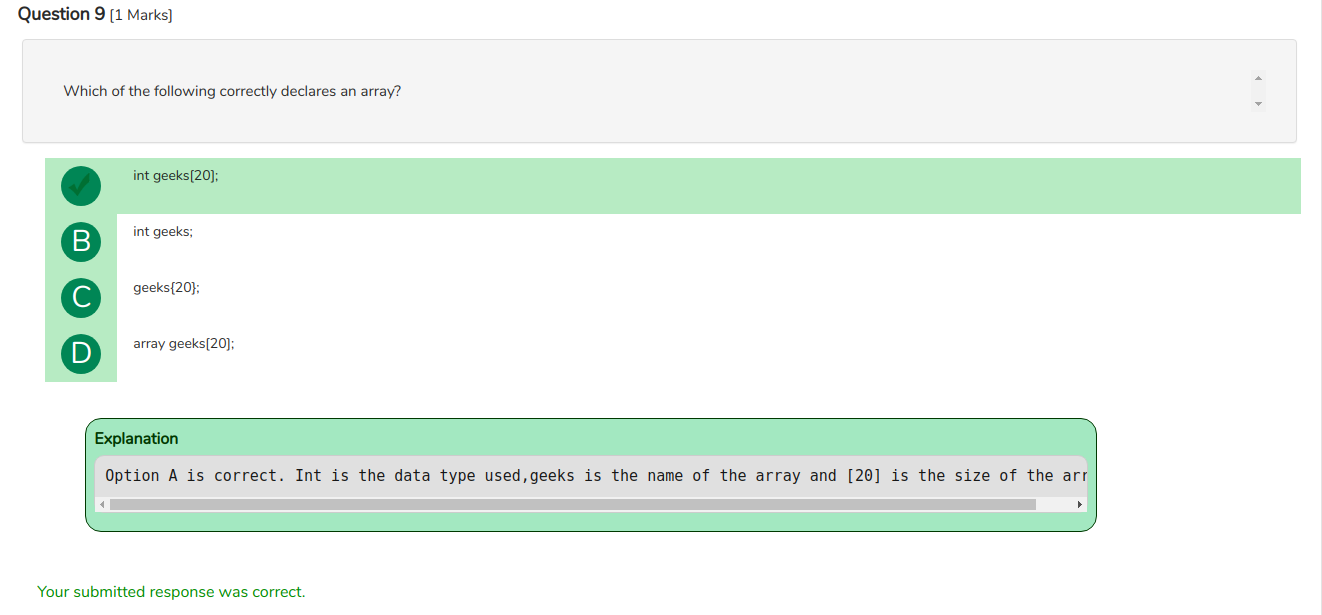 Question 9 [1 Marks]
Which of the following correctly declares an array?
int geeks[20];
B
int geeks;
C
geeks{20};
D
array geeks[20];
Explanation
Option A is correct. Int is the data type used,geeks is the name of the array and [20] is the size of the arr
Your submitted response was correct.